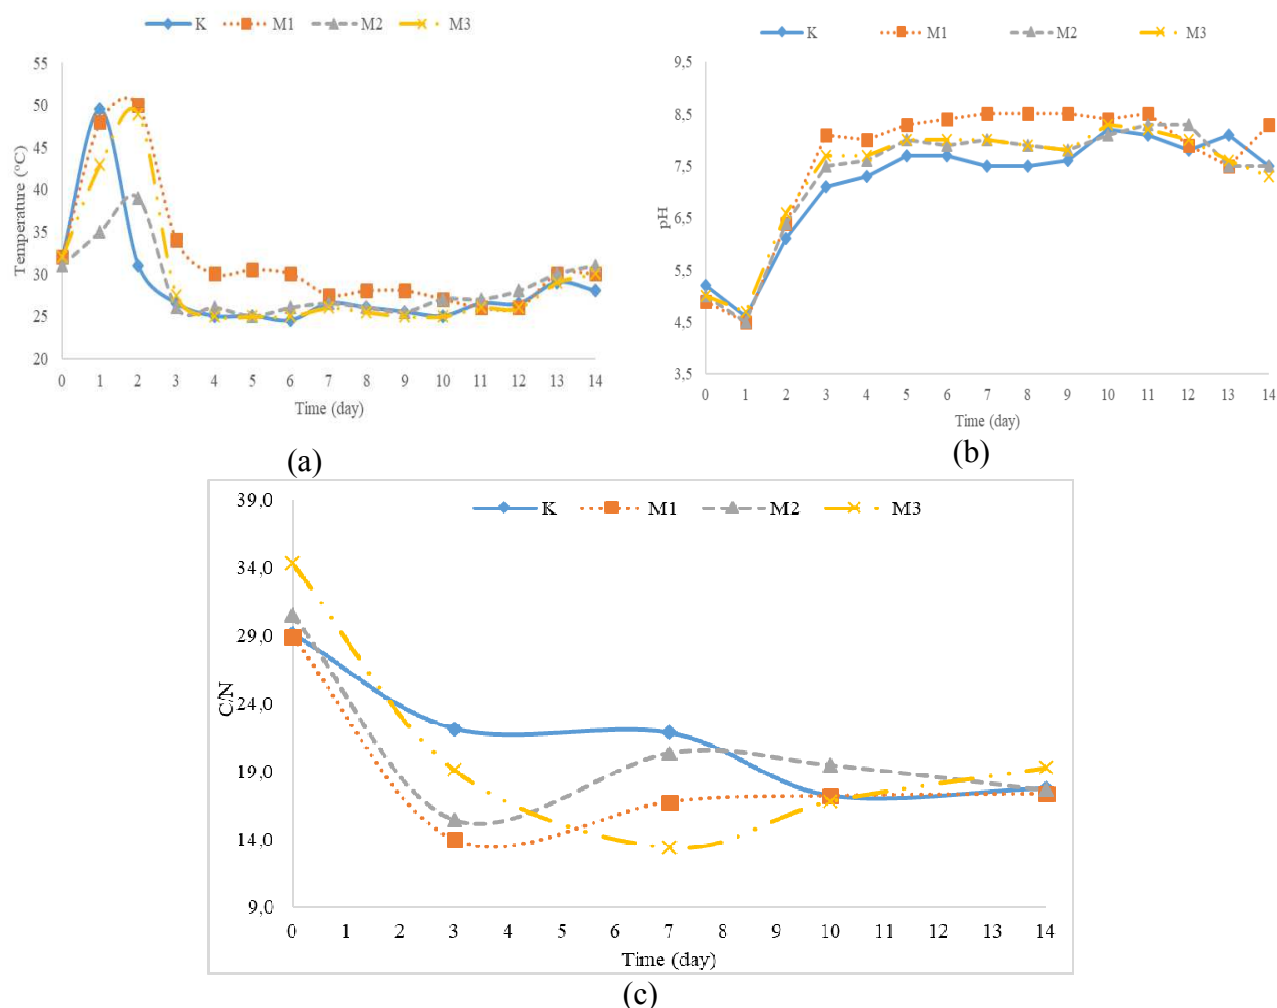 K M1 M2 M3
55
50
45
40
35
30
25
20
Temperature (°C)
0 1 2 3 4 5 6 7 8 9 10 11 12 13 14
Time (day)
(a)
K M1 M2 M3
9,5
8,5
7,5
6,5
5,5
4,5
3,5
pH
0 1 2 3 4 5 6 7 8 9 10 11 12 13 14
Time (day)
(b)
K M1 M2 M3
39,0
34,0
29,0
24,0
19,0
14,0
9,0
C/N
0 1 2 3 4 5 6 7 8 9 10 11 12 13 14
Time (day)
(c)